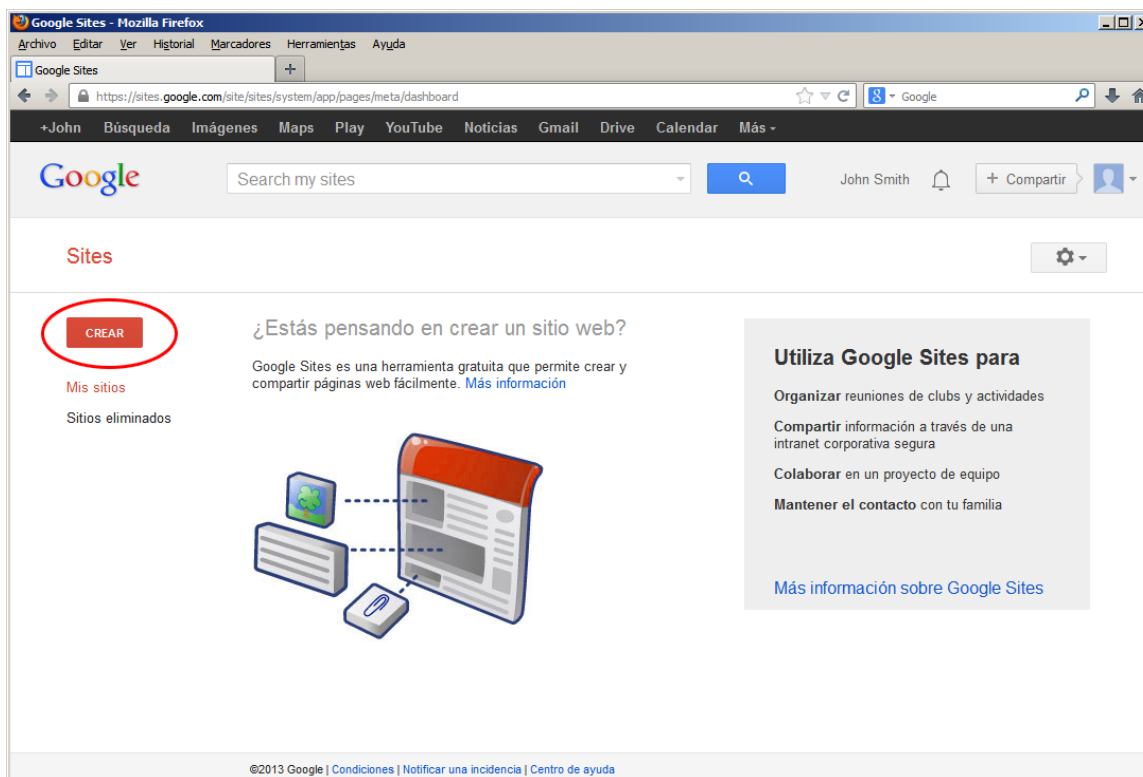 Google Sites - Mozilla Firefox
Archivo Editar Ver Historial Marcadores Herramientas Ayuda
Google Sites
https://sites.google.com/site/sites/system/app/pages/meta/dashboard
8 Google
+John Búsqueda Imágenes Maps Play YouTube Noticias Gmail Drive Calendar Más
Google
Search my sites
John Smith
+ Compartir
Sites
CREAR
Mis sitios
Sitios eliminados
¿Estás pensando en crear un sitio web?
Google Sites es una herramienta gratuita que permite crear y
compartir páginas web fácilmente. Más información
Utiliza Google Sites para
Organizar reuniones de clubs y actividades
Compartir información a través de una
intranet corporativa segura
Colaborar en un proyecto de equipo
Mantener el contacto con tu familia
Más información sobre Google Sites
©2013 Google | Condiciones | Notificar una incidencia | Centro de ayuda